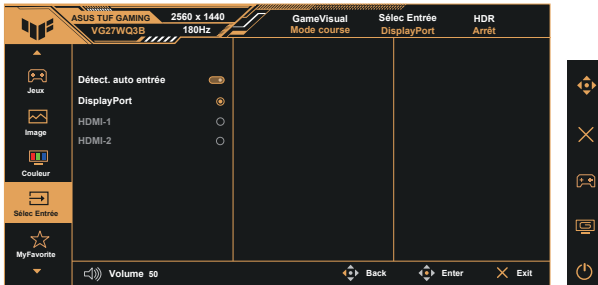 ASUS TUF GAMING 2560 x 1440
VG27WQ3B 180Hz
GameVisual
Mode course
Sélec Entrée
DisplayPort
HDR
Arrêt
Jeux
Image
Couleur
Sélec Entrée
MyFavorite
Détect. auto entrée
DisplayPort
HDMI-1
HDMI-2
Volume 50
Back
Enter
Exit